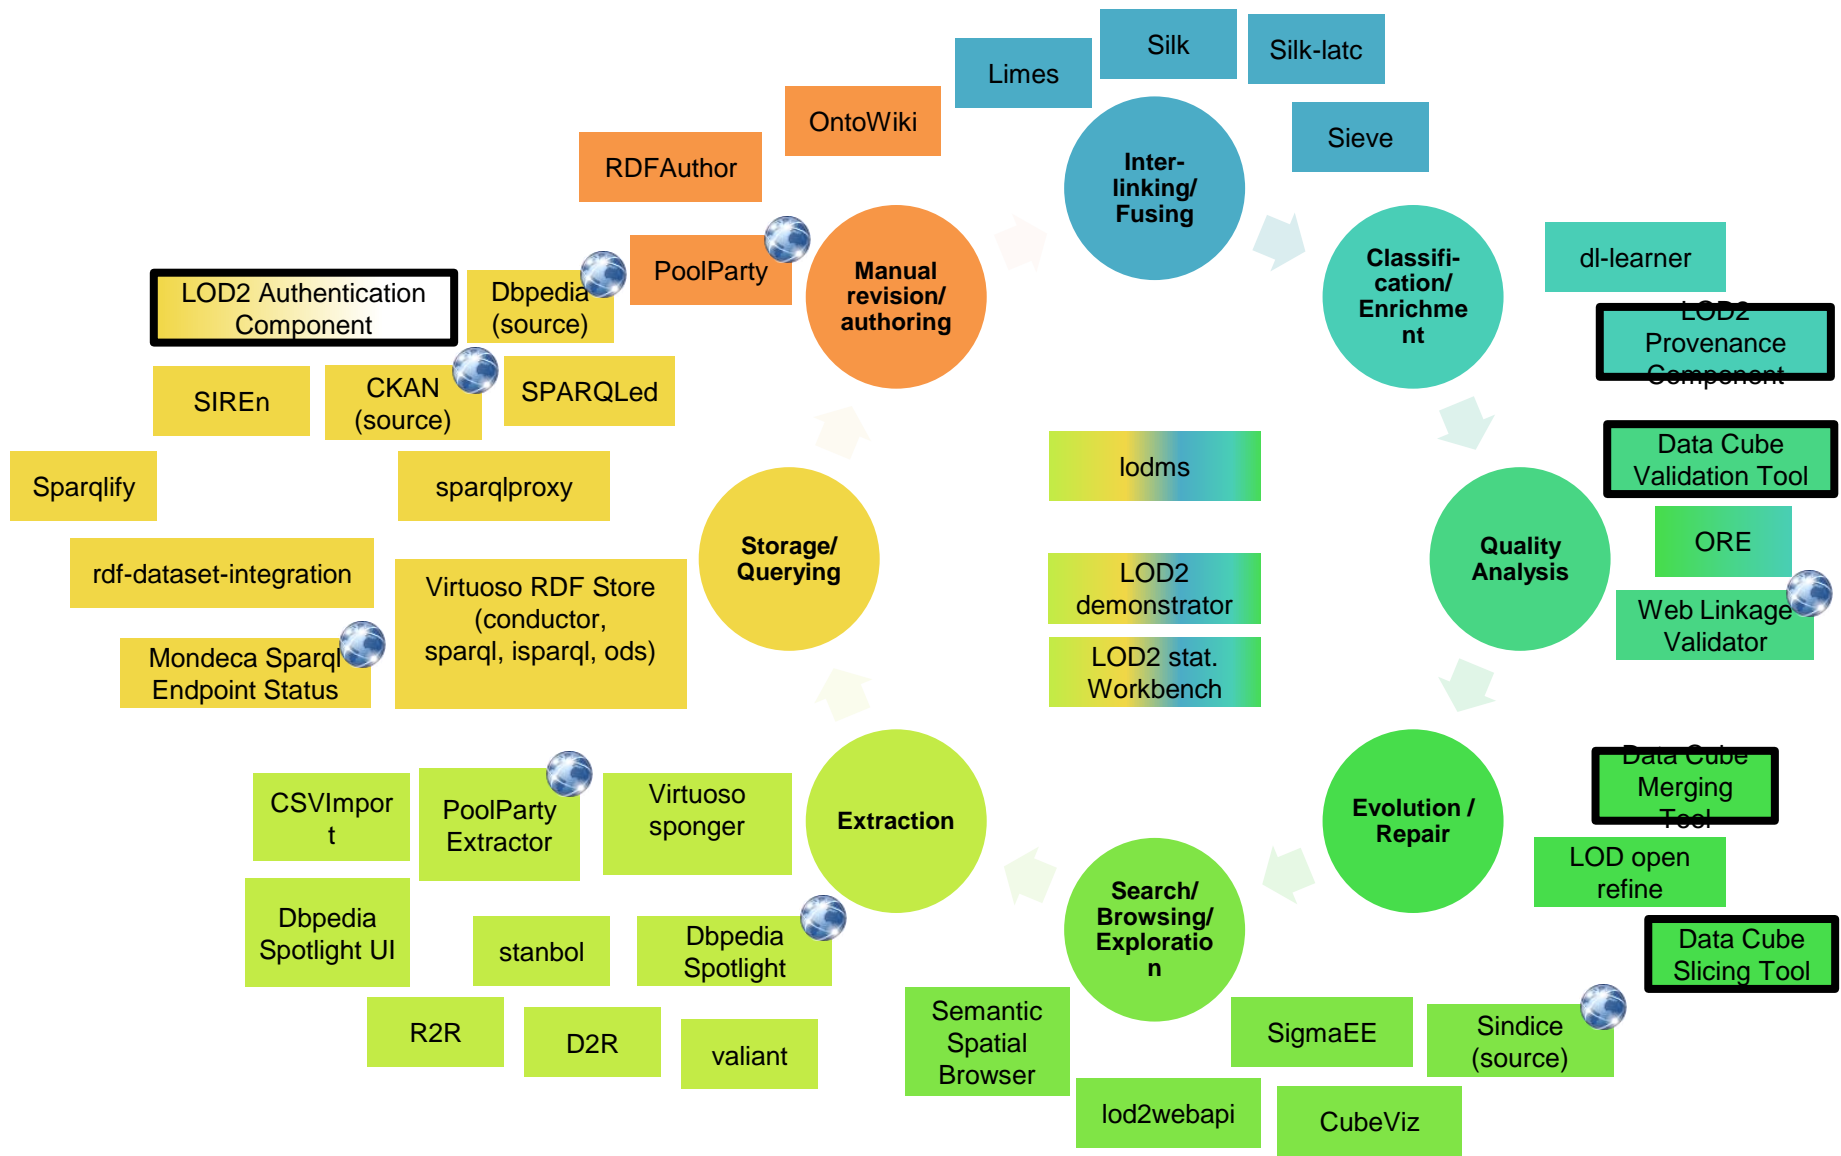 Silk
Silk-latc
Limes
OntoWiki
Sieve
RDFAuthor
Inter-
linking/
Fusing
PoolParty
Manual
revision/
authoring
Classifi-
cation/
Enrichme
nt
dl-learner
LOD2 Authentication
Component
Dbpedia
(source)
LOD2
Provenance
Component
SIREn
CKAN
(source)
SPARQLed
Data Cube
Validation Tool
Sparqlify
sparqlproxy
lodms
Storage/
Querying
Quality
Analysis
ORE
rdf-dataset-integration
Virtuoso RDF Store
(conductor,
sparql, isparql, ods)
LOD2
demonstrator
Web Linkage
Validator
Mondeca Sparql
Endpoint Status
LOD2 stat.
Workbench
CSVImpor
t
PoolParty
Extractor
Virtuoso
sponger
Extraction
Evolution /
Repair
Data Cube
Merging
Tool
LOD open
refine
Dbpedia
Spotlight UI
stanbol
Dbpedia
Spotlight
Search/
Browsing/
Exploratio
n
Data Cube
Slicing Tool
R2R
D2R
valiant
Semantic
Spatial
Browser
SigmaEE
Sindice
(source)
lod2webapi
CubeViz